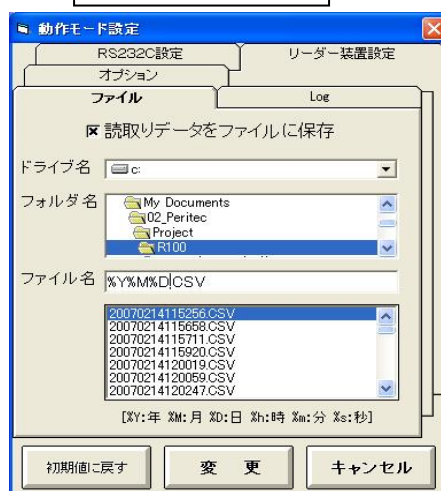 動作モード設定
RS232C設定
リーダー装置設定
オプション
ファイル
Log
読取りデータをファイルに保存
ドライブ名
c:
フォルダ名
My Documents
02_Peritec
Project
R100
ファイル名
%Y%M%D|CSV
20070214115256.CSV
20070214115658.CSV
20070214115711.CSV
20070214115920.CSV
20070214120019.CSV
20070214120059.CSV
20070214120247.CSV
[%Y:年 %M:月 %D:日 %h:時 %m:分 %s:秒]
初期値に戻す
変 更
キャンセル